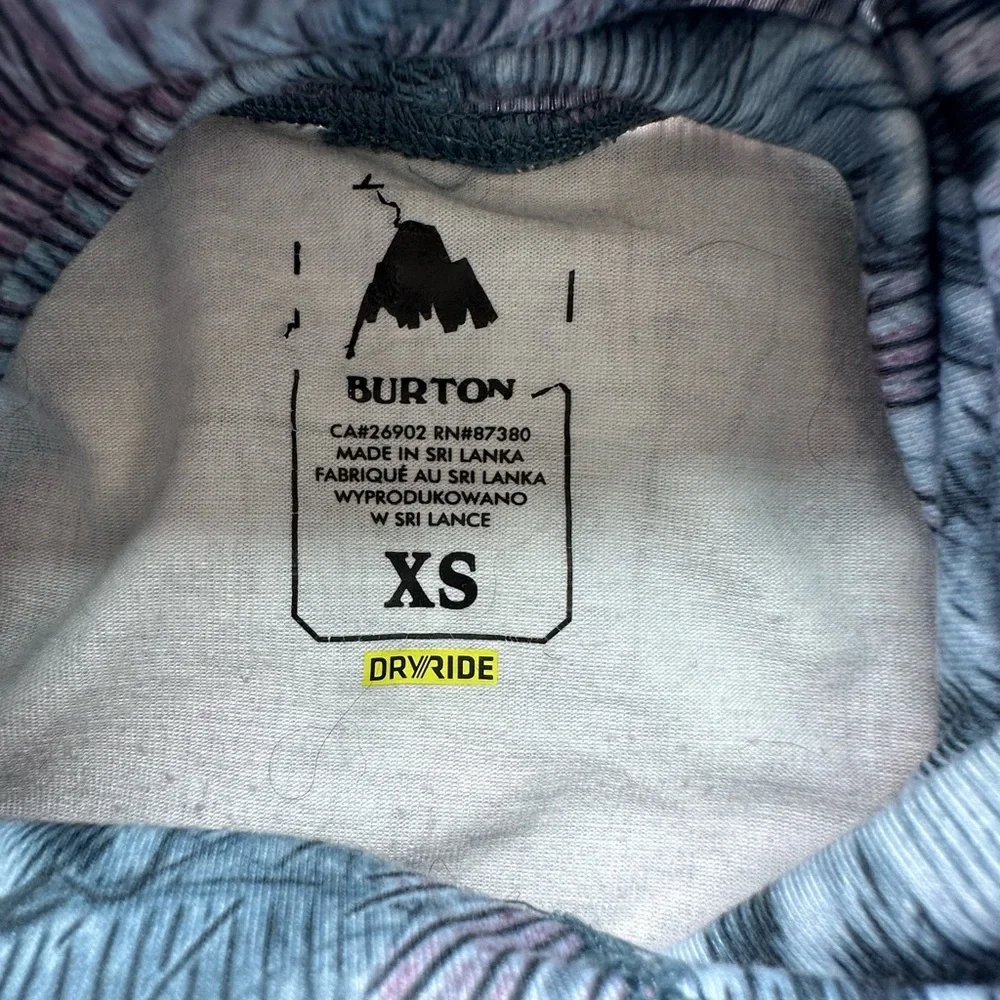 BURTON
CA#26902 RN#87380
MADE IN SRI LANKA
FABRIQUÉ AU SRI LANKA
WYPRODUKOWANO
W SRI LANCE
XS
DRYRIDE